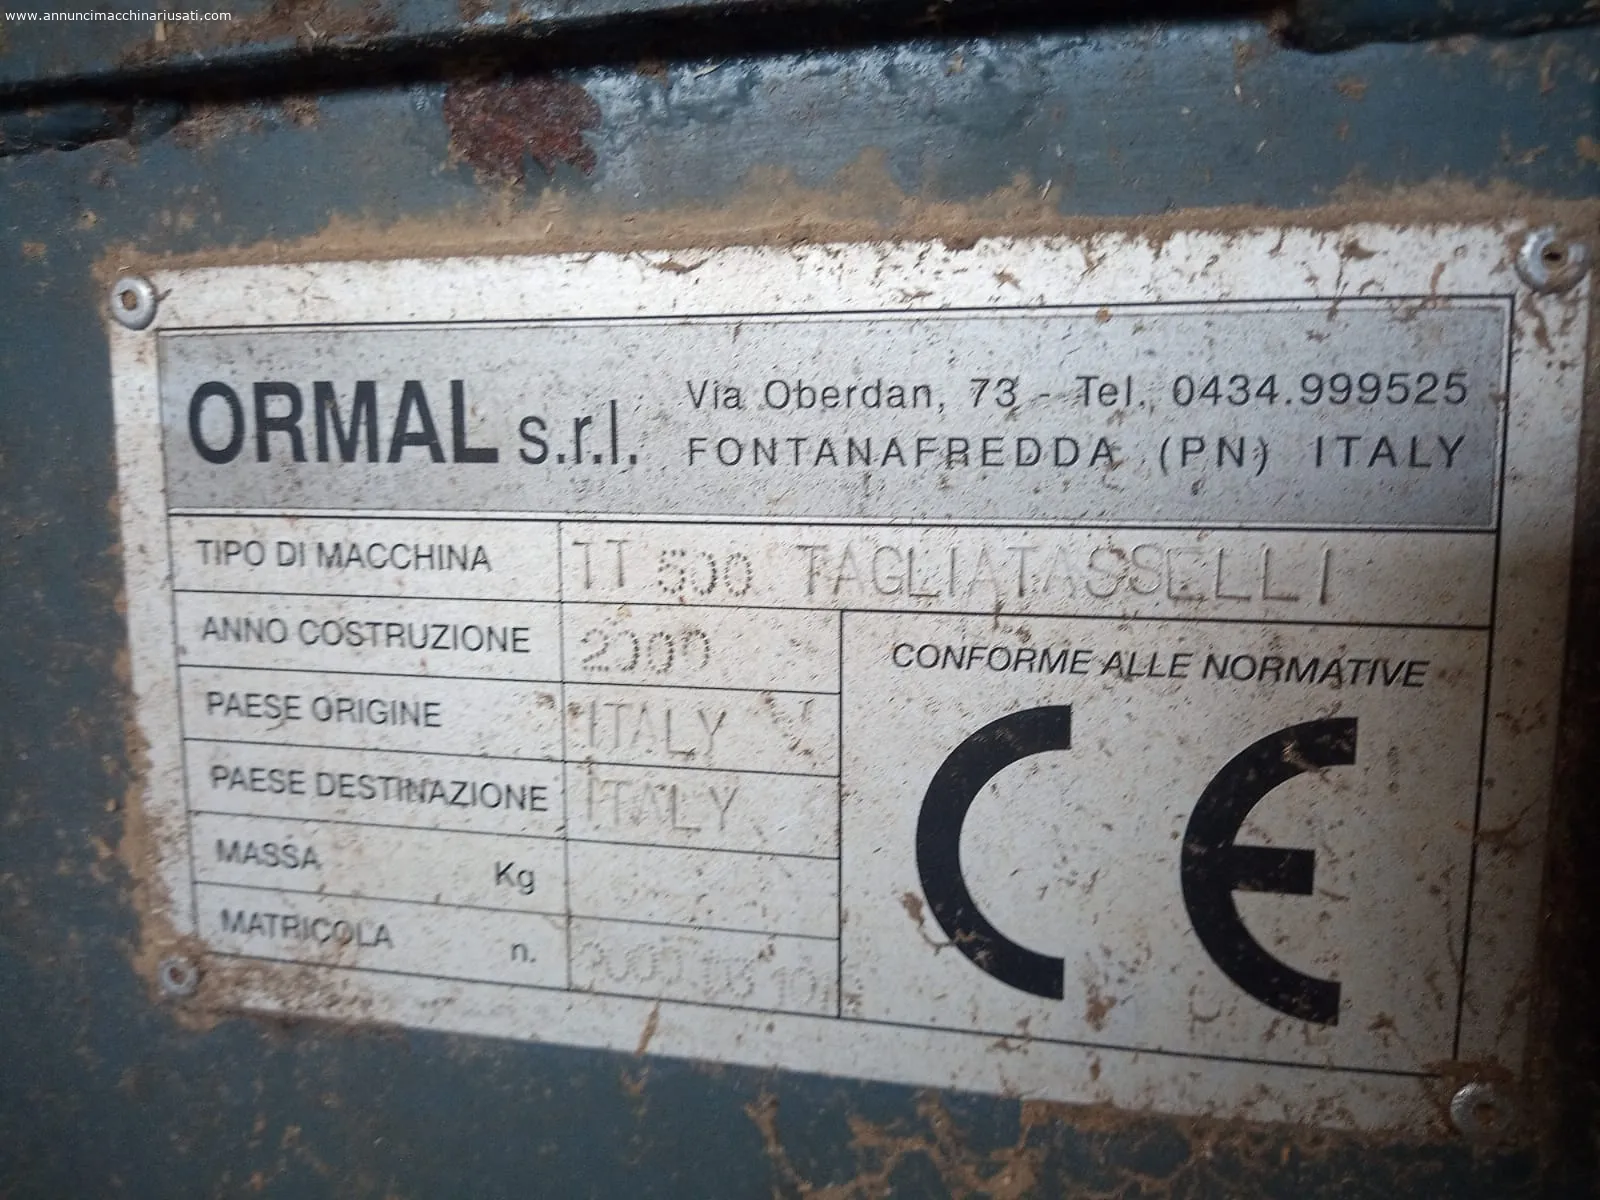 www.annuncimacchinariusati.com
ORMAL s.r.l.
Via Oberdan, 73 - Tel. 0434.999525
FONTANAFREDDA (PN) ITALY
TIPO DI MACCHINA TT 500 TAGLIATASSELLI
ANNO COSTRUZIONE 2000
PAESE ORIGINE ITALY
PAESE DESTINAZIONE ITALY
MASSA Kg
MATRICOLA n.
CONFORME ALLE NORMATIVE
CE